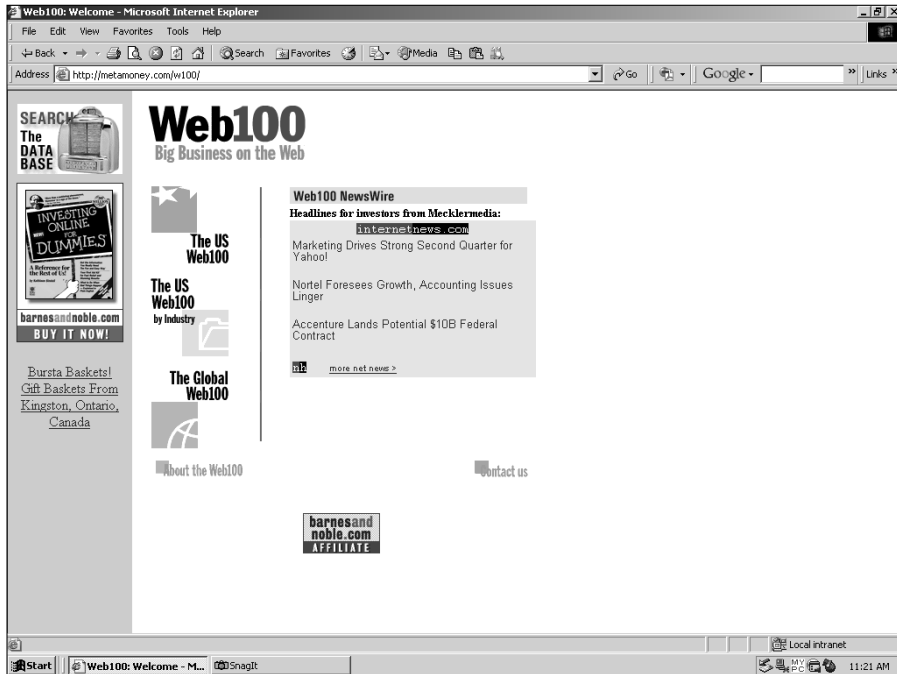 Web100: Welcome - Microsoft Internet Explorer
File Edit View Favorites Tools Help
Back Search Favorites Media
Address http://metamoney.com/w100/ Go Google Links
SEARCH
The
DATA
BASE
INVESTING
ONLINE
FOR
DUMMIES
A Reference for
the Rest of Us!
barnesandnoble.com
BUY IT NOW!
Bursta Baskets!
Gift Baskets From
Kingston, Ontario,
Canada
Web100
Big Business on the Web
The US
Web100
The US
Web100
by Industry
The Global
Web100
Web100 NewsWire
Headlines for investors from Mecklermedia:
internetnews.com
Marketing Drives Strong Second Quarter for
Yahoo!
Nortel Foresees Growth, Accounting Issues
Linger
Accenture Lands Potential $10B Federal
Contract
more net news >
About the Web100
Contact us
barnesand
noble.com
AFFILIATE
Local intranet
Start Web100: Welcome - M... SnagIt MY PC 11:21 AM